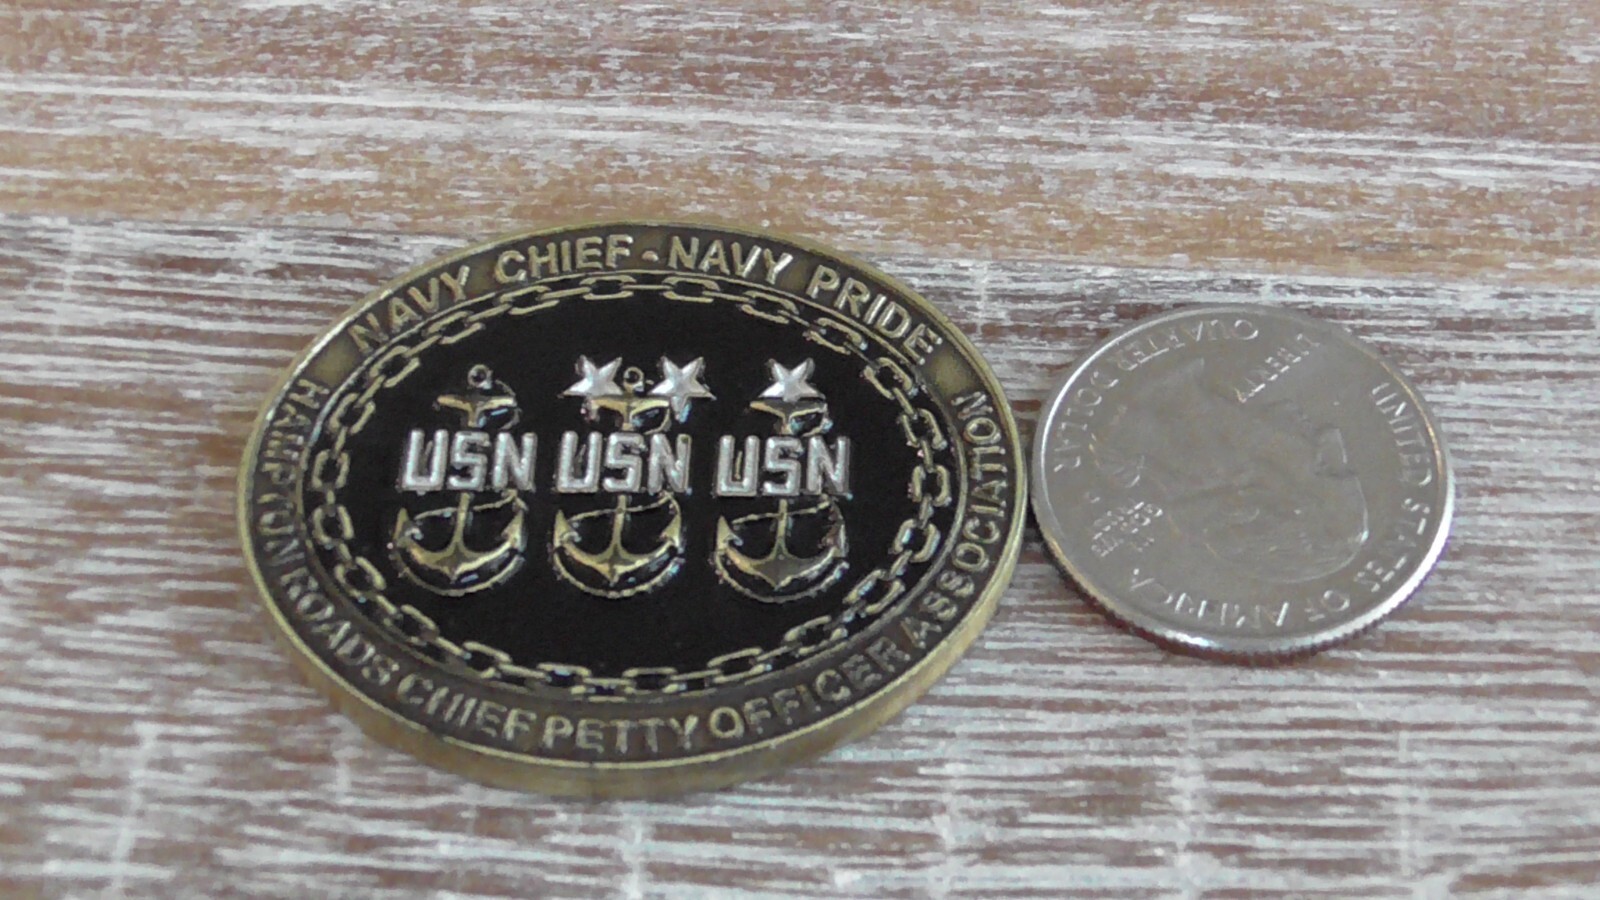 NAVY CHIEF - NAVY PRIDE
USN USN USN
HAMPTON ROADS CHIEF PETTY OFFICER ASSOCIATION
UNITED STATES OF AMERICA
LIBERTY
QUARTER DOLLAR